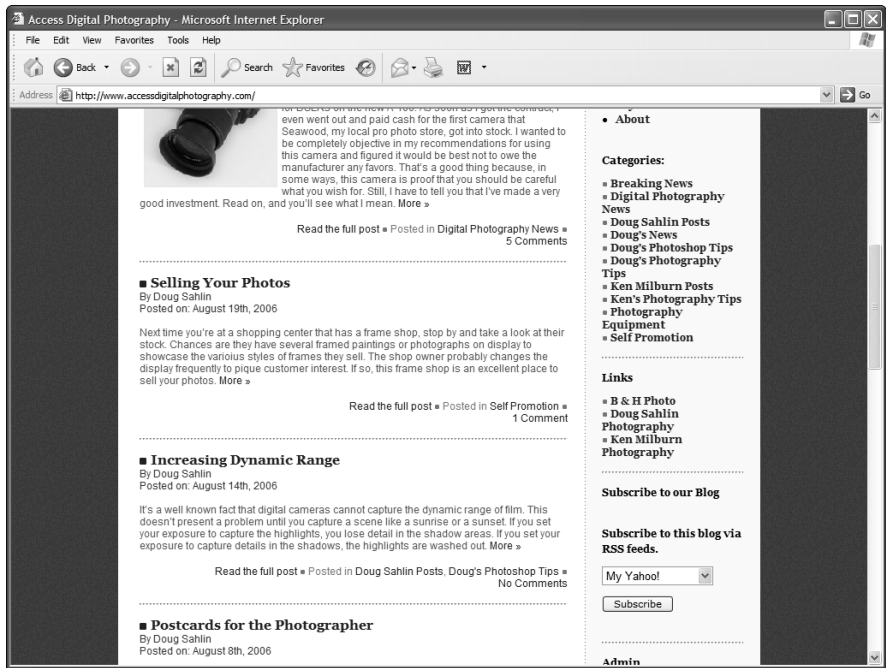 Access Digital Photography - Microsoft Internet Explorer
File Edit View Favorites Tools Help
Back Search Favorites
Address http://www.accessdigitalphotography.com/ Go
even went out and paid cash for the first camera that
Seawood, my local pro photo store, got into stock. I wanted to
be completely objective in my recommendations for using
this camera and figured it would be best not to owe the
manufacturer any favors. That's a good thing because, in
some ways, this camera is proof that you should be careful
what you wish for. Still, I have to tell you that I've made a very
good investment. Read on, and you'll see what I mean. More »
Read the full post ▪ Posted in Digital Photography News ▪
5 Comments
■ Selling Your Photos
By Doug Sahlin
Posted on: August 19th, 2006
Next time you're at a shopping center that has a frame shop, stop by and take a look at their
stock. Chances are they have several framed paintings or photographs on display to
showcase the varioius styles of frames they sell. The shop owner probably changes the
display frequently to pique customer interest. If so, this frame shop is an excellent place to
sell your photos. More »
Read the full post ▪ Posted in Self Promotion ▪
1 Comment
■ Increasing Dynamic Range
By Doug Sahlin
Posted on: August 14th, 2006
It's a well known fact that digital cameras cannot capture the dynamic range of film. This
doesn't present a problem until you capture a scene like a sunrise or a sunset. If you set
your exposure to capture the highlights, you lose detail in the shadow areas. If you set your
exposure to capture details in the shadows, the highlights are washed out. More »
Read the full post ▪ Posted in Doug Sahlin Posts, Doug's Photoshop Tips ▪
No Comments
■ Postcards for the Photographer
By Doug Sahlin
Posted on: August 8th, 2006
• About
Categories:
▪ Breaking News
▪ Digital Photography
News
▪ Doug Sahlin Posts
▪ Doug's News
▪ Doug's Photoshop Tips
▪ Doug's Photography
Tips
▪ Ken Milburn Posts
▪ Ken's Photography Tips
▪ Photography
Equipment
▪ Self Promotion
Links
▪ B & H Photo
▪ Doug Sahlin
Photography
▪ Ken Milburn
Photography
Subscribe to our Blog
Subscribe to this blog via
RSS feeds.
My Yahoo!
Subscribe
Admin